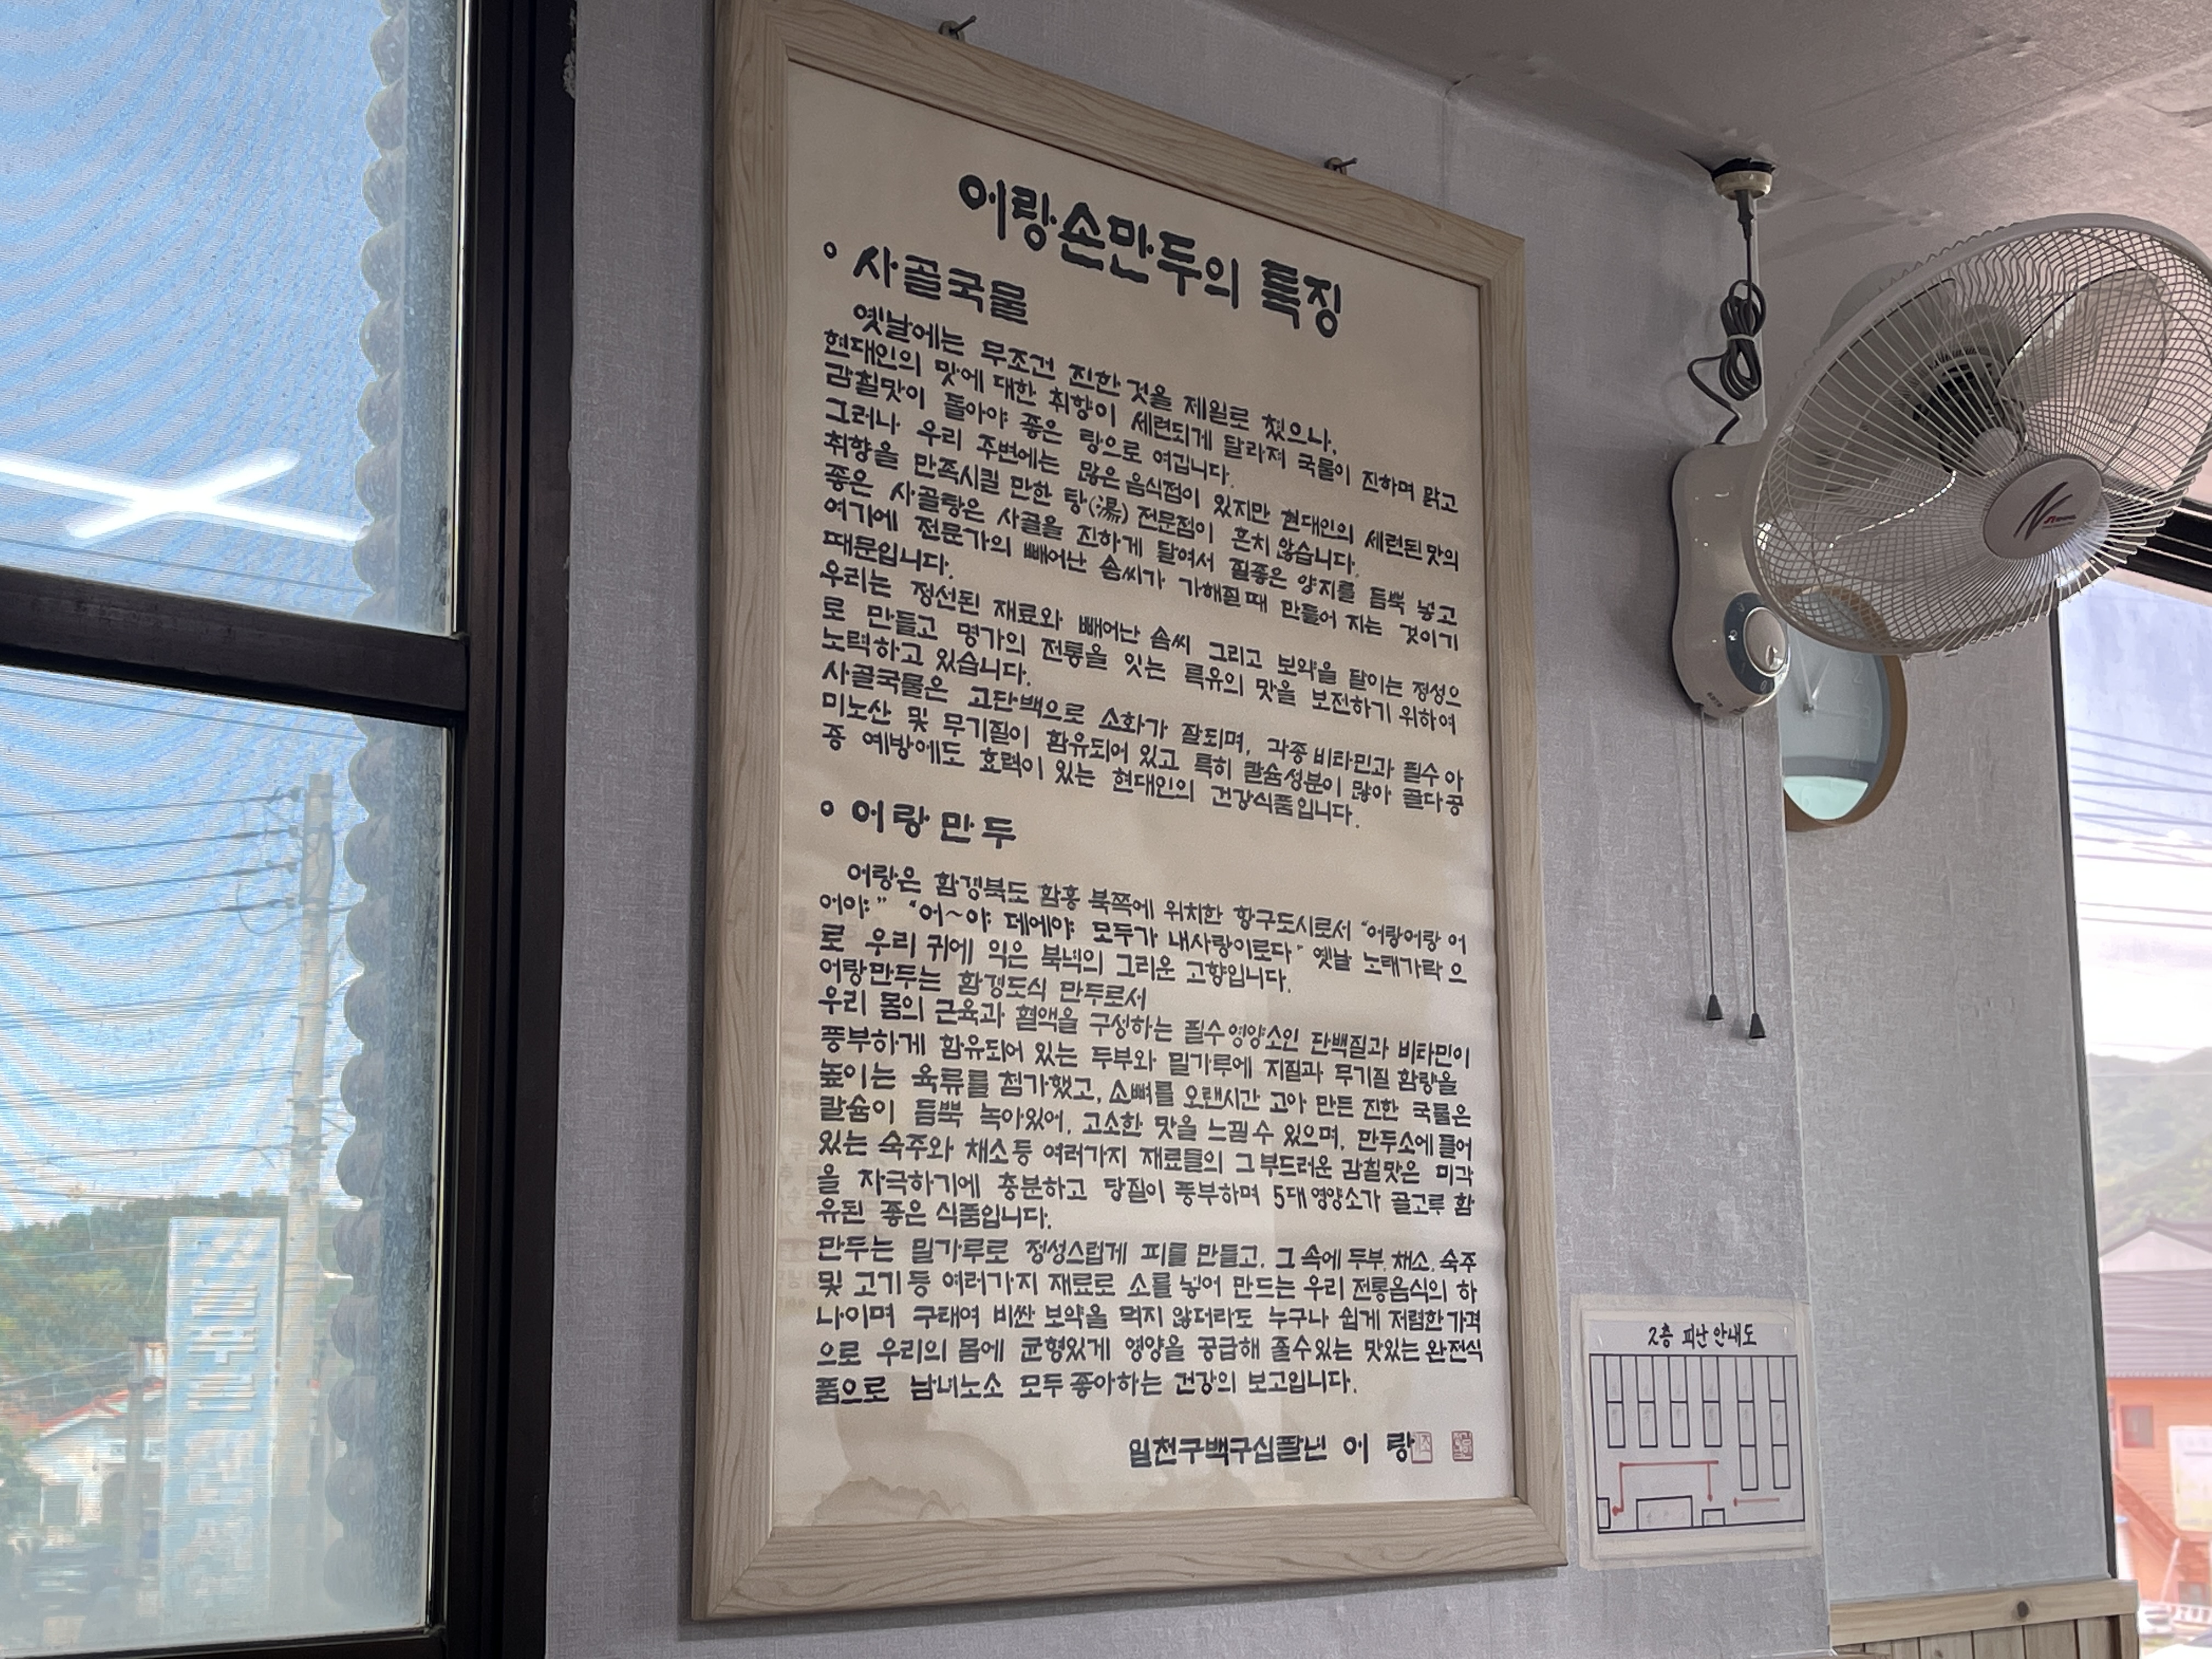 어랑손만두의 특징
사골국물
옛날에는 무조건 진한 것을 제일로 쳤으나,
현대인의 맛에 대한 취향이 세련되게 달라져 국물이 진하며 맑고
감칠맛이 돌아야 좋은 탕으로 여깁니다.
그러나 우리 주변에는 많은 음식점이 있지만 현대인의 세련된 맛의
취향을 만족시킬 만한 탕(湯) 전문점이 흔치 않습니다.
좋은 사골탕은 사골을 진하게 달여서 질좋은 양지를 듬뿍 넣고
여기에 전문가의 빼어난 솜씨가 가해질때 만들어 지는 것이기
때문입니다.
우리는 정선된 재료와 빼어난 솜씨 그리고 보약을 달이는 정성으
로 만들고 명가의 전통을 잇는 특유의 맛을 보전하기 위하여
노력하고 있습니다.
사골국물은 고단백으로 소화가 잘되며, 각종 비타민과 필수 아
미노산 및 무기질이 함유되어 있고 특히 칼슘성분이 많아 골다공
증 예방에도 효력이 있는 현대인의 건강식품입니다.
어랑만두
어랑은 함경북도 함흥 북쪽에 위치한 항구도시로서 "어랑어랑 어
어야" "어~야 데에야 모두가 내사랑이로다" 옛날 노래가락 으
로 우리 귀에 익은 북녘의 그리운 고향입니다.
어랑만두는 함경도식 만두로서
우리 몸의 근육과 혈액을 구성하는 필수영양소인 단백질과 비타민이
풍부하게 함유되어 있는 두부와 밀가루에 지질과 무기질 함량을
높이는 육류를 첨가했고, 소뼈를 오랜시간 고아 만든 진한 국물은
칼슘이 듬뿍 녹아있어, 고소한 맛을 느낄수 있으며, 만두소에 들어
있는 숙주와 채소등 여러가지 재료들의 그 부드러운 감칠맛은 미각
을 자극하기에 충분하고 당질이 풍부하며 5대영양소가 골고루 함
유된 좋은 식품입니다.
만두는 밀가루로 정성스럽게 피를 만들고, 그 속에 두부, 채소, 숙주
및 고기등 여러가지 재료로 소를 넣어 만드는 우리 전통음식의 하
나이며 구태여 비싼 보약을 먹지 않더라도 누구나 쉽게 저렴한 가격
으로 우리의 몸에 균형있게 영양을 공급해 줄수있는 맛있는 완전식
품으로 남녀노소 모두 좋아하는 건강의 보고입니다.
일천구백구십팔년 어 랑
2층 피난 안내도